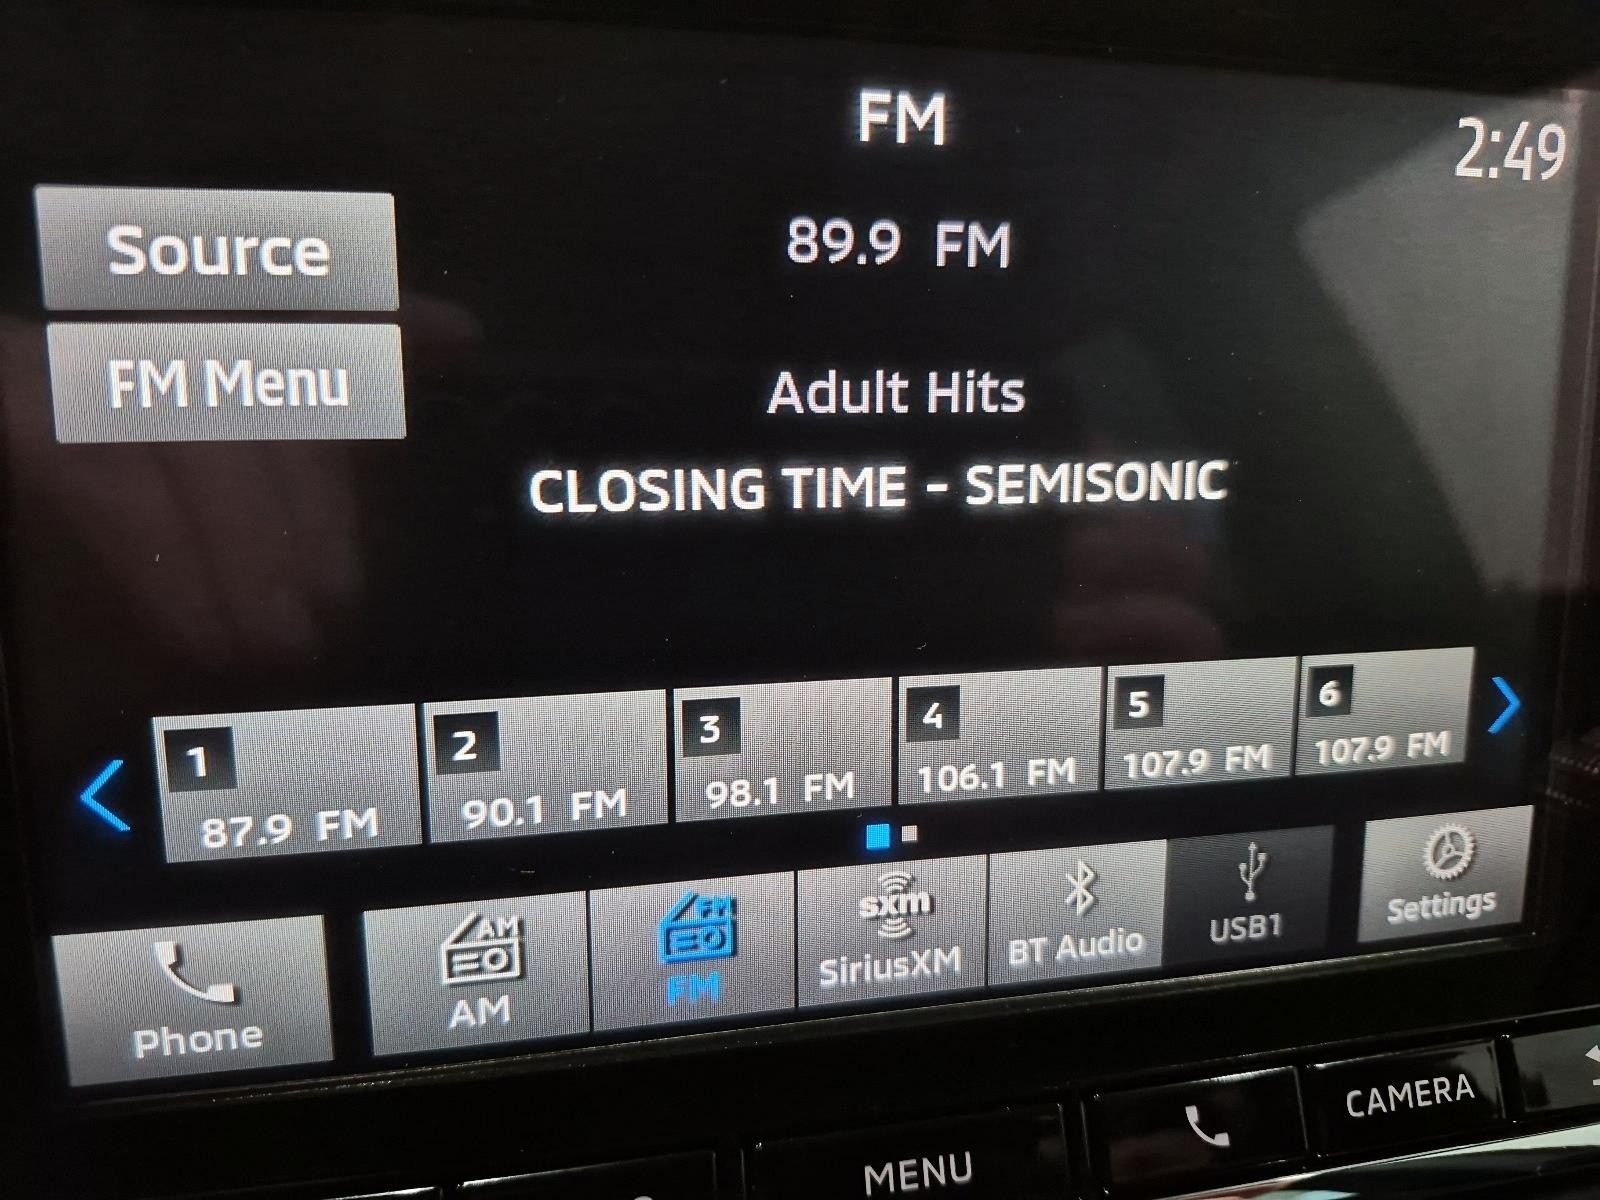 FM
2:49
Source
89.9 FM
FM Menu
Adult Hits
CLOSING TIME - SEMISONIC
1
87.9 FM
2
90.1 FM
3
98.1 FM
4
106.1 FM
5
107.9 FM
6
107.9 FM
Phone
AM
AM
FM
FM
sxm
SiriusXM
BT Audio
USB1
Settings
MENU
CAMERA